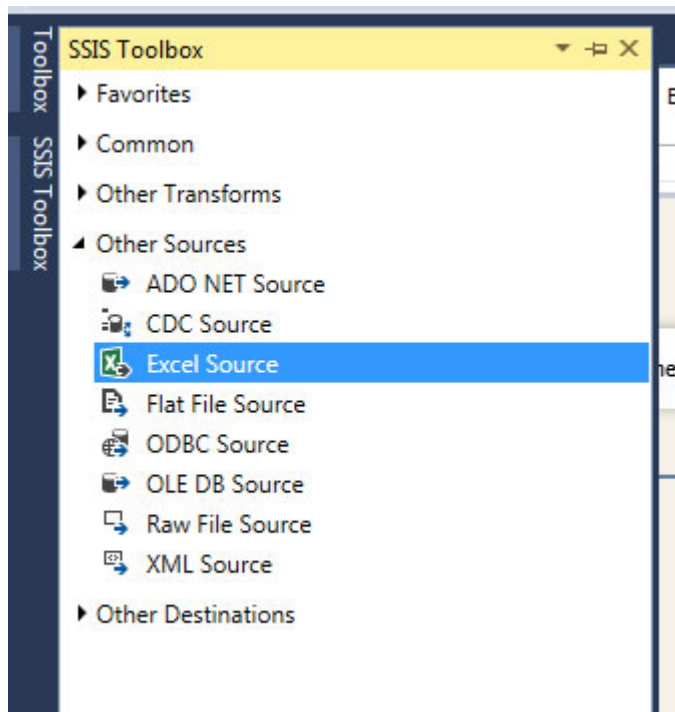 Toolbox
SSIS Toolbox
SSIS Toolbox
Favorites
Common
Other Transforms
Other Sources
ADO NET Source
CDC Source
Excel Source
Flat File Source
ODBC Source
OLE DB Source
Raw File Source
XML Source
Other Destinations